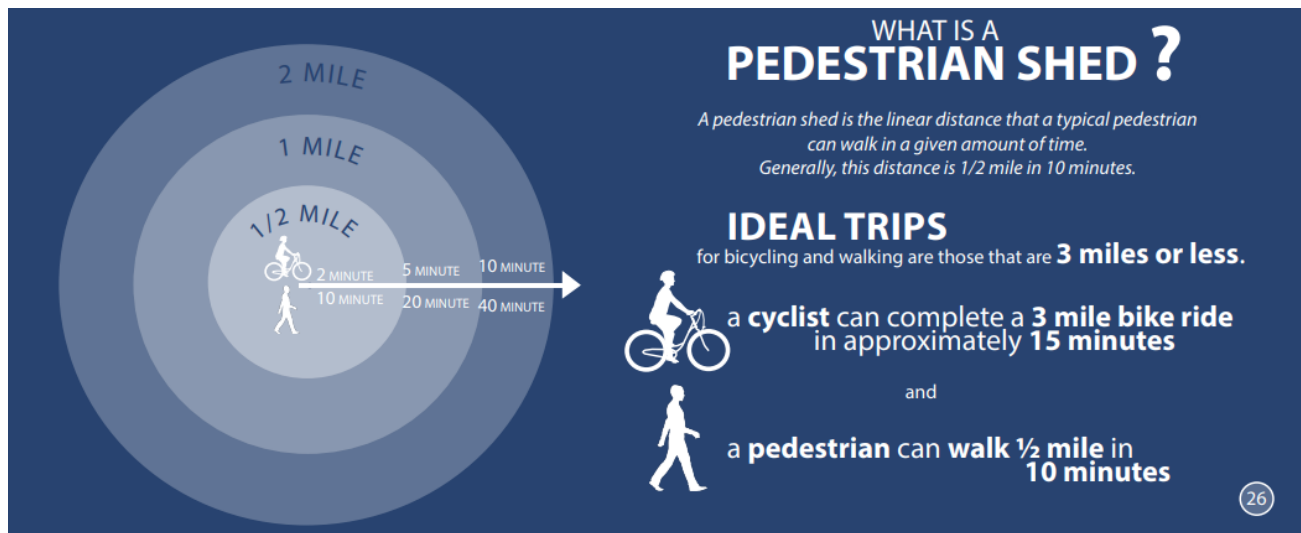 2 MILE
1 MILE
1/2 MILE
2 MINUTE 5 MINUTE 10 MINUTE
10 MINUTE 20 MINUTE 40 MINUTE
WHAT IS A
PEDESTRIAN SHED ?
A pedestrian shed is the linear distance that a typical pedestrian
can walk in a given amount of time.
Generally, this distance is 1/2 mile in 10 minutes.
IDEAL TRIPS
for bicycling and walking are those that are 3 miles or less.
a cyclist can complete a 3 mile bike ride
in approximately 15 minutes
and
a pedestrian can walk ½ mile in
10 minutes
26